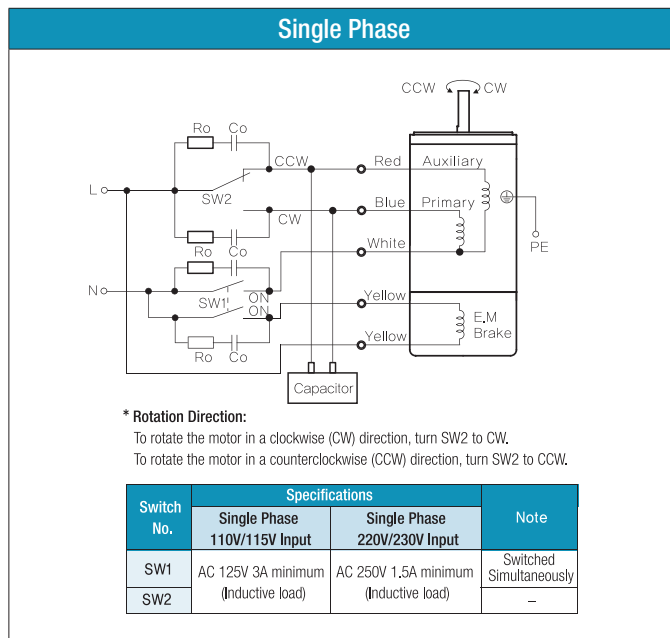 Single Phase
CCW CW
Ro Co
CCW Red Auxiliary
L
SW2
Blue Primary
CW
White
Ro Co
PE
N
SW1 ON
ON
Yellow
E.M
Brake
Ro Co
Yellow
Capacitor
* Rotation Direction:
To rotate the motor in a clockwise (CW) direction, turn SW2 to CW.
To rotate the motor in a counterclockwise (CCW) direction, turn SW2 to CCW.
Switch No. Specifications Note
Single Phase 110V/115V Input Single Phase 220V/230V Input
SW1 AC 125V 3A minimum (Inductive load) AC 250V 1.5A minimum (Inductive load) Switched Simultaneously
SW2 –